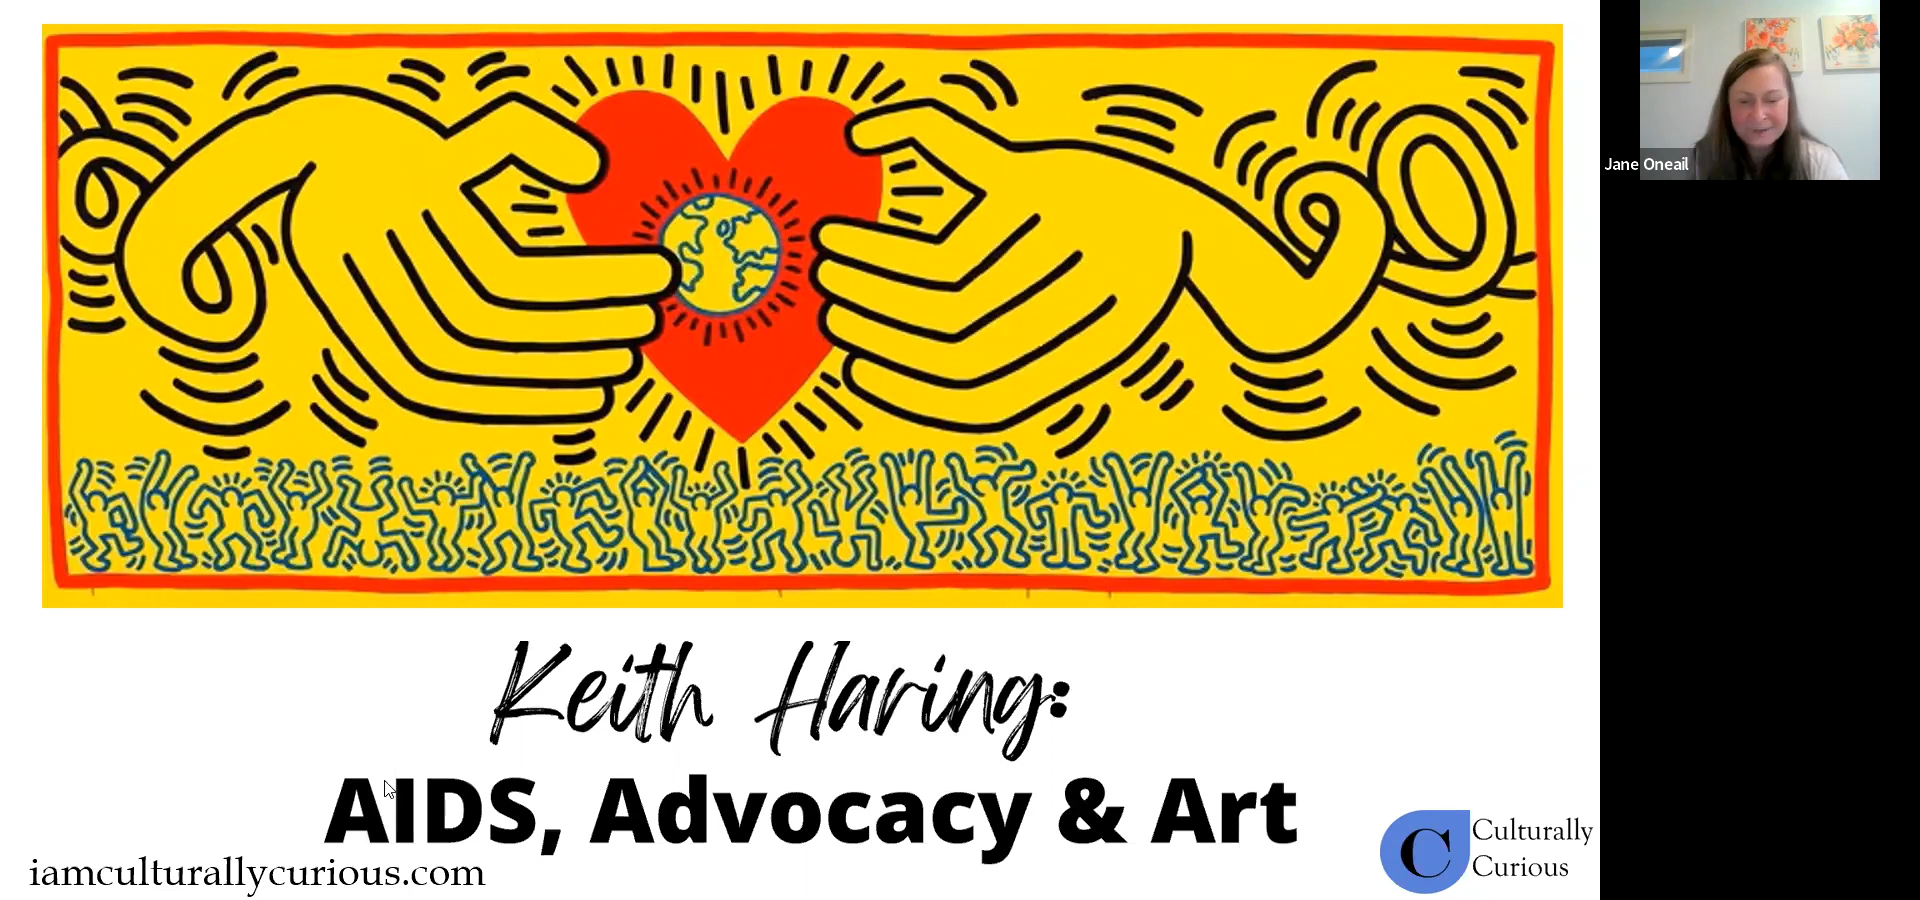 Jane Oneail
Keith Haring:
AIDS, Advocacy & Art
iamculturallycurious.com
C
Culturally
Curious